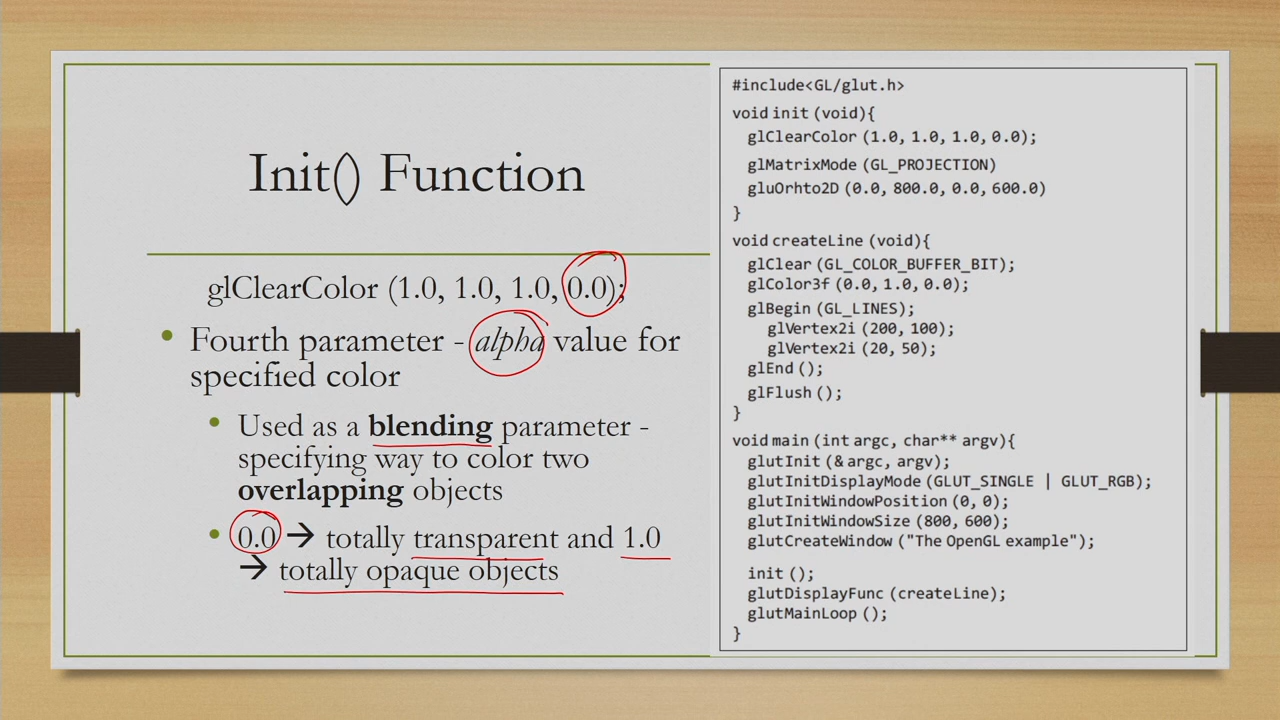 Init() Function
glClearColor (1.0, 1.0, 1.0, 0.0);
Fourth parameter - alpha value for
specified color
Used as a blending parameter -
specifying way to color two
overlapping objects
0.0 → totally transparent and 1.0
→ totally opaque objects
#include<GL/glut.h>
void init (void){
glClearColor (1.0, 1.0, 1.0, 0.0);
glMatrixMode (GL_PROJECTION)
gluOrhto2D (0.0, 800.0, 0.0, 600.0)
}
void createLine (void){
glClear (GL_COLOR_BUFFER_BIT);
glColor3f (0.0, 1.0, 0.0);
glBegin (GL_LINES);
glVertex2i (200, 100);
glVertex2i (20, 50);
glEnd ();
glFlush ();
}
void main (int argc, char** argv){
glutInit (& argc, argv);
glutInitDisplayMode (GLUT_SINGLE | GLUT_RGB);
glutInitWindowPosition (0, 0);
glutInitWindowSize (800, 600);
glutCreateWindow ("The OpenGL example");
init ();
glutDisplayFunc (createLine);
glutMainLoop ();
}